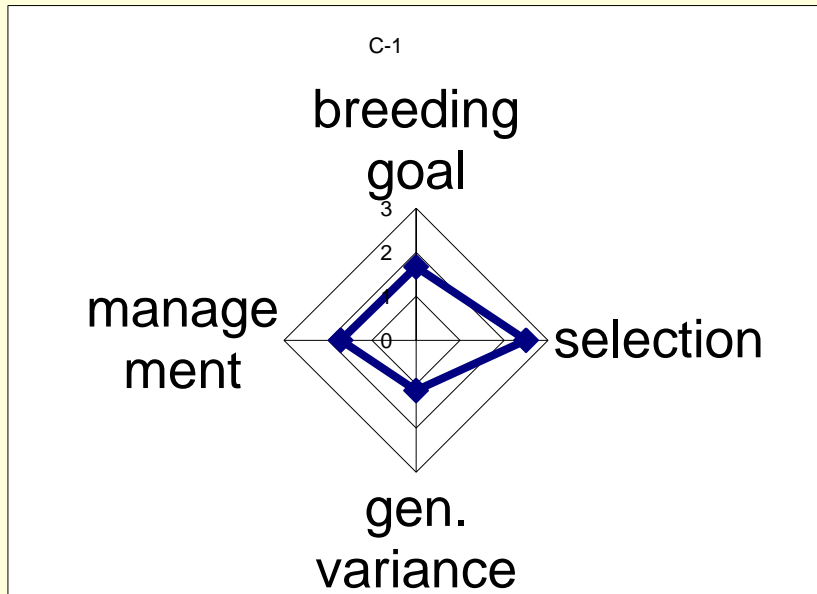 C-1
breeding
goal
3
2
1
0
manage
ment
selection
gen.
variance